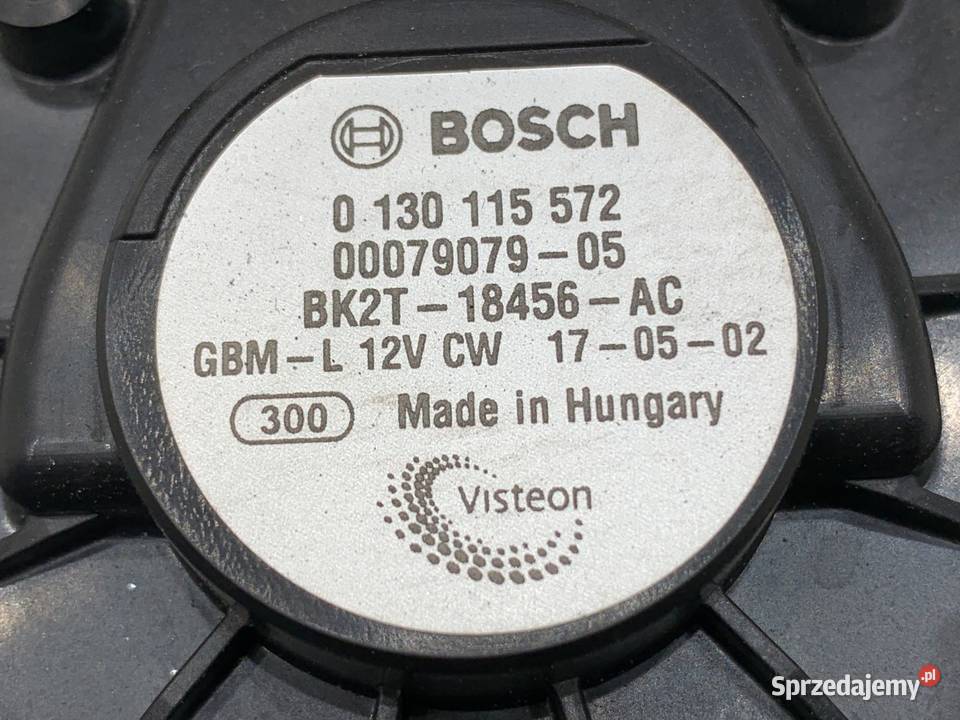 BOSCH
0 130 115 572
00079079-05
BK2T-18456-AC
GBM-L 12V CW 17-05-02
300 Made in Hungary
Visteon
Sprzedajemy.pl